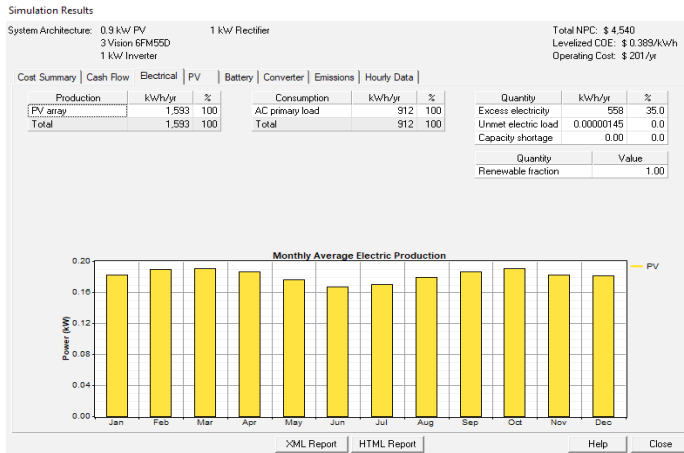 Simulation Results
System Architecture: 0.9 kW PV 1 kW Rectifier Total NPC: $ 4,540
3 Vision 6FM55D Levelized COE: $ 0.389/kWh
1 kW Inverter Operating Cost: $ 201/yr
Cost Summary Cash Flow Electrical PV Battery Converter Emissions Hourly Data
Production kWh/yr % Consumption kWh/yr % Quantity kWh/yr %
PV array 1,593 100 AC primary load 912 100 Excess electricity 558 35.0
Total 1,593 100 Total 912 100 Unmet electric load 0.00000145 0.0
Capacity shortage 0.00 0.0
Quantity Value
Renewable fraction 1.00
Monthly Average Electric Production
0.20
0.16
0.12
0.08
0.04
0.00
Power (kW)
PV
Jan Feb Mar Apr May Jun Jul Aug Sep Oct Nov Dec
XML Report HTML Report Help Close